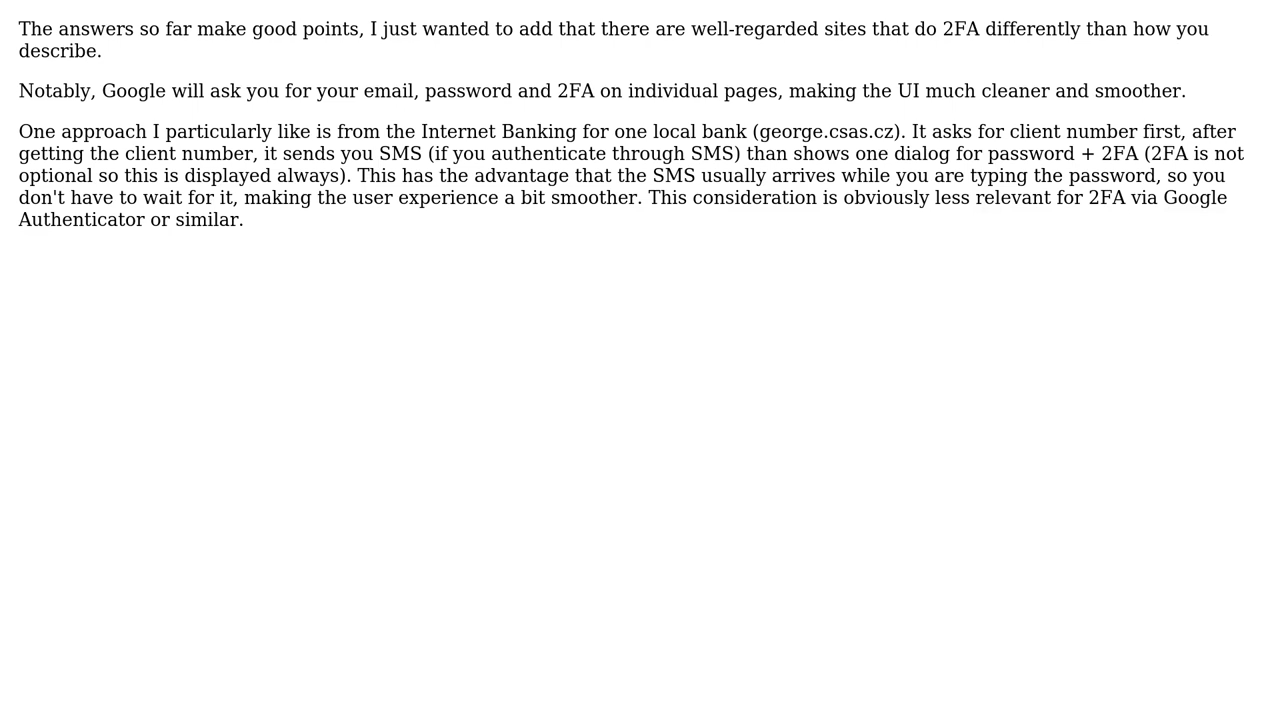 The answers so far make good points, I just wanted to add that there are well-regarded sites that do 2FA differently than how you
describe.
Notably, Google will ask you for your email, password and 2FA on individual pages, making the UI much cleaner and smoother.
One approach I particularly like is from the Internet Banking for one local bank (george.csas.cz). It asks for client number first, after
getting the client number, it sends you SMS (if you authenticate through SMS) than shows one dialog for password + 2FA (2FA is not
optional so this is displayed always). This has the advantage that the SMS usually arrives while you are typing the password, so you
don't have to wait for it, making the user experience a bit smoother. This consideration is obviously less relevant for 2FA via Google
Authenticator or similar.